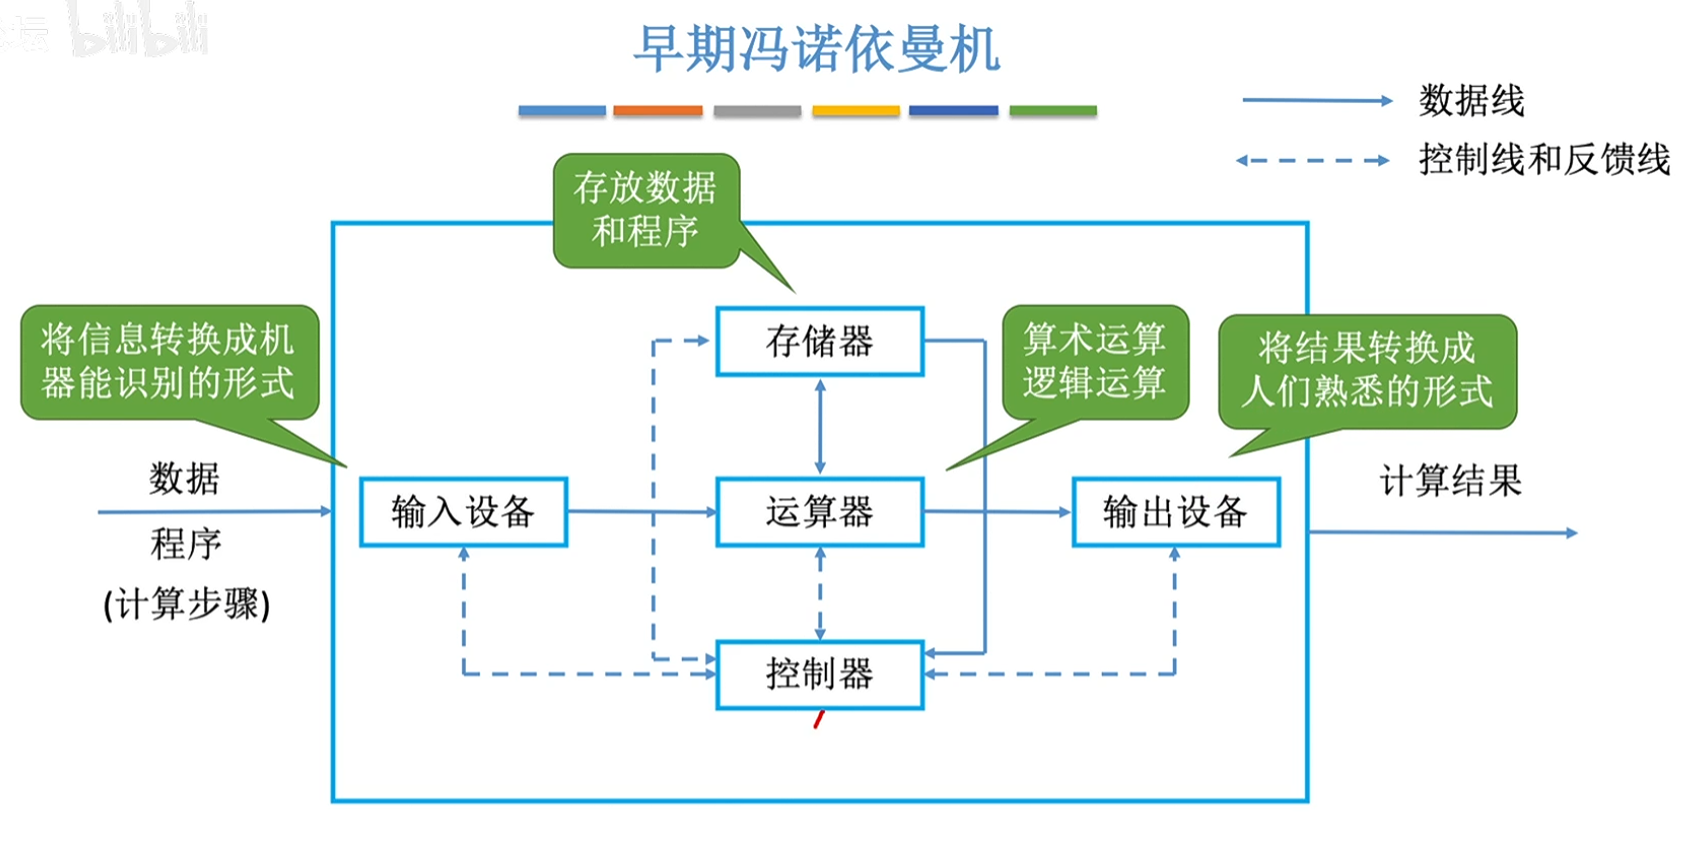 坛 bilibili
早期冯诺依曼机
数据线
控制线和反馈线
存放数据
和程序
将信息转换成机
器能识别的形式
存储器
算术运算
逻辑运算
将结果转换成
人们熟悉的形式
数据
程序
(计算步骤)
输入设备
运算器
输出设备
计算结果
控制器